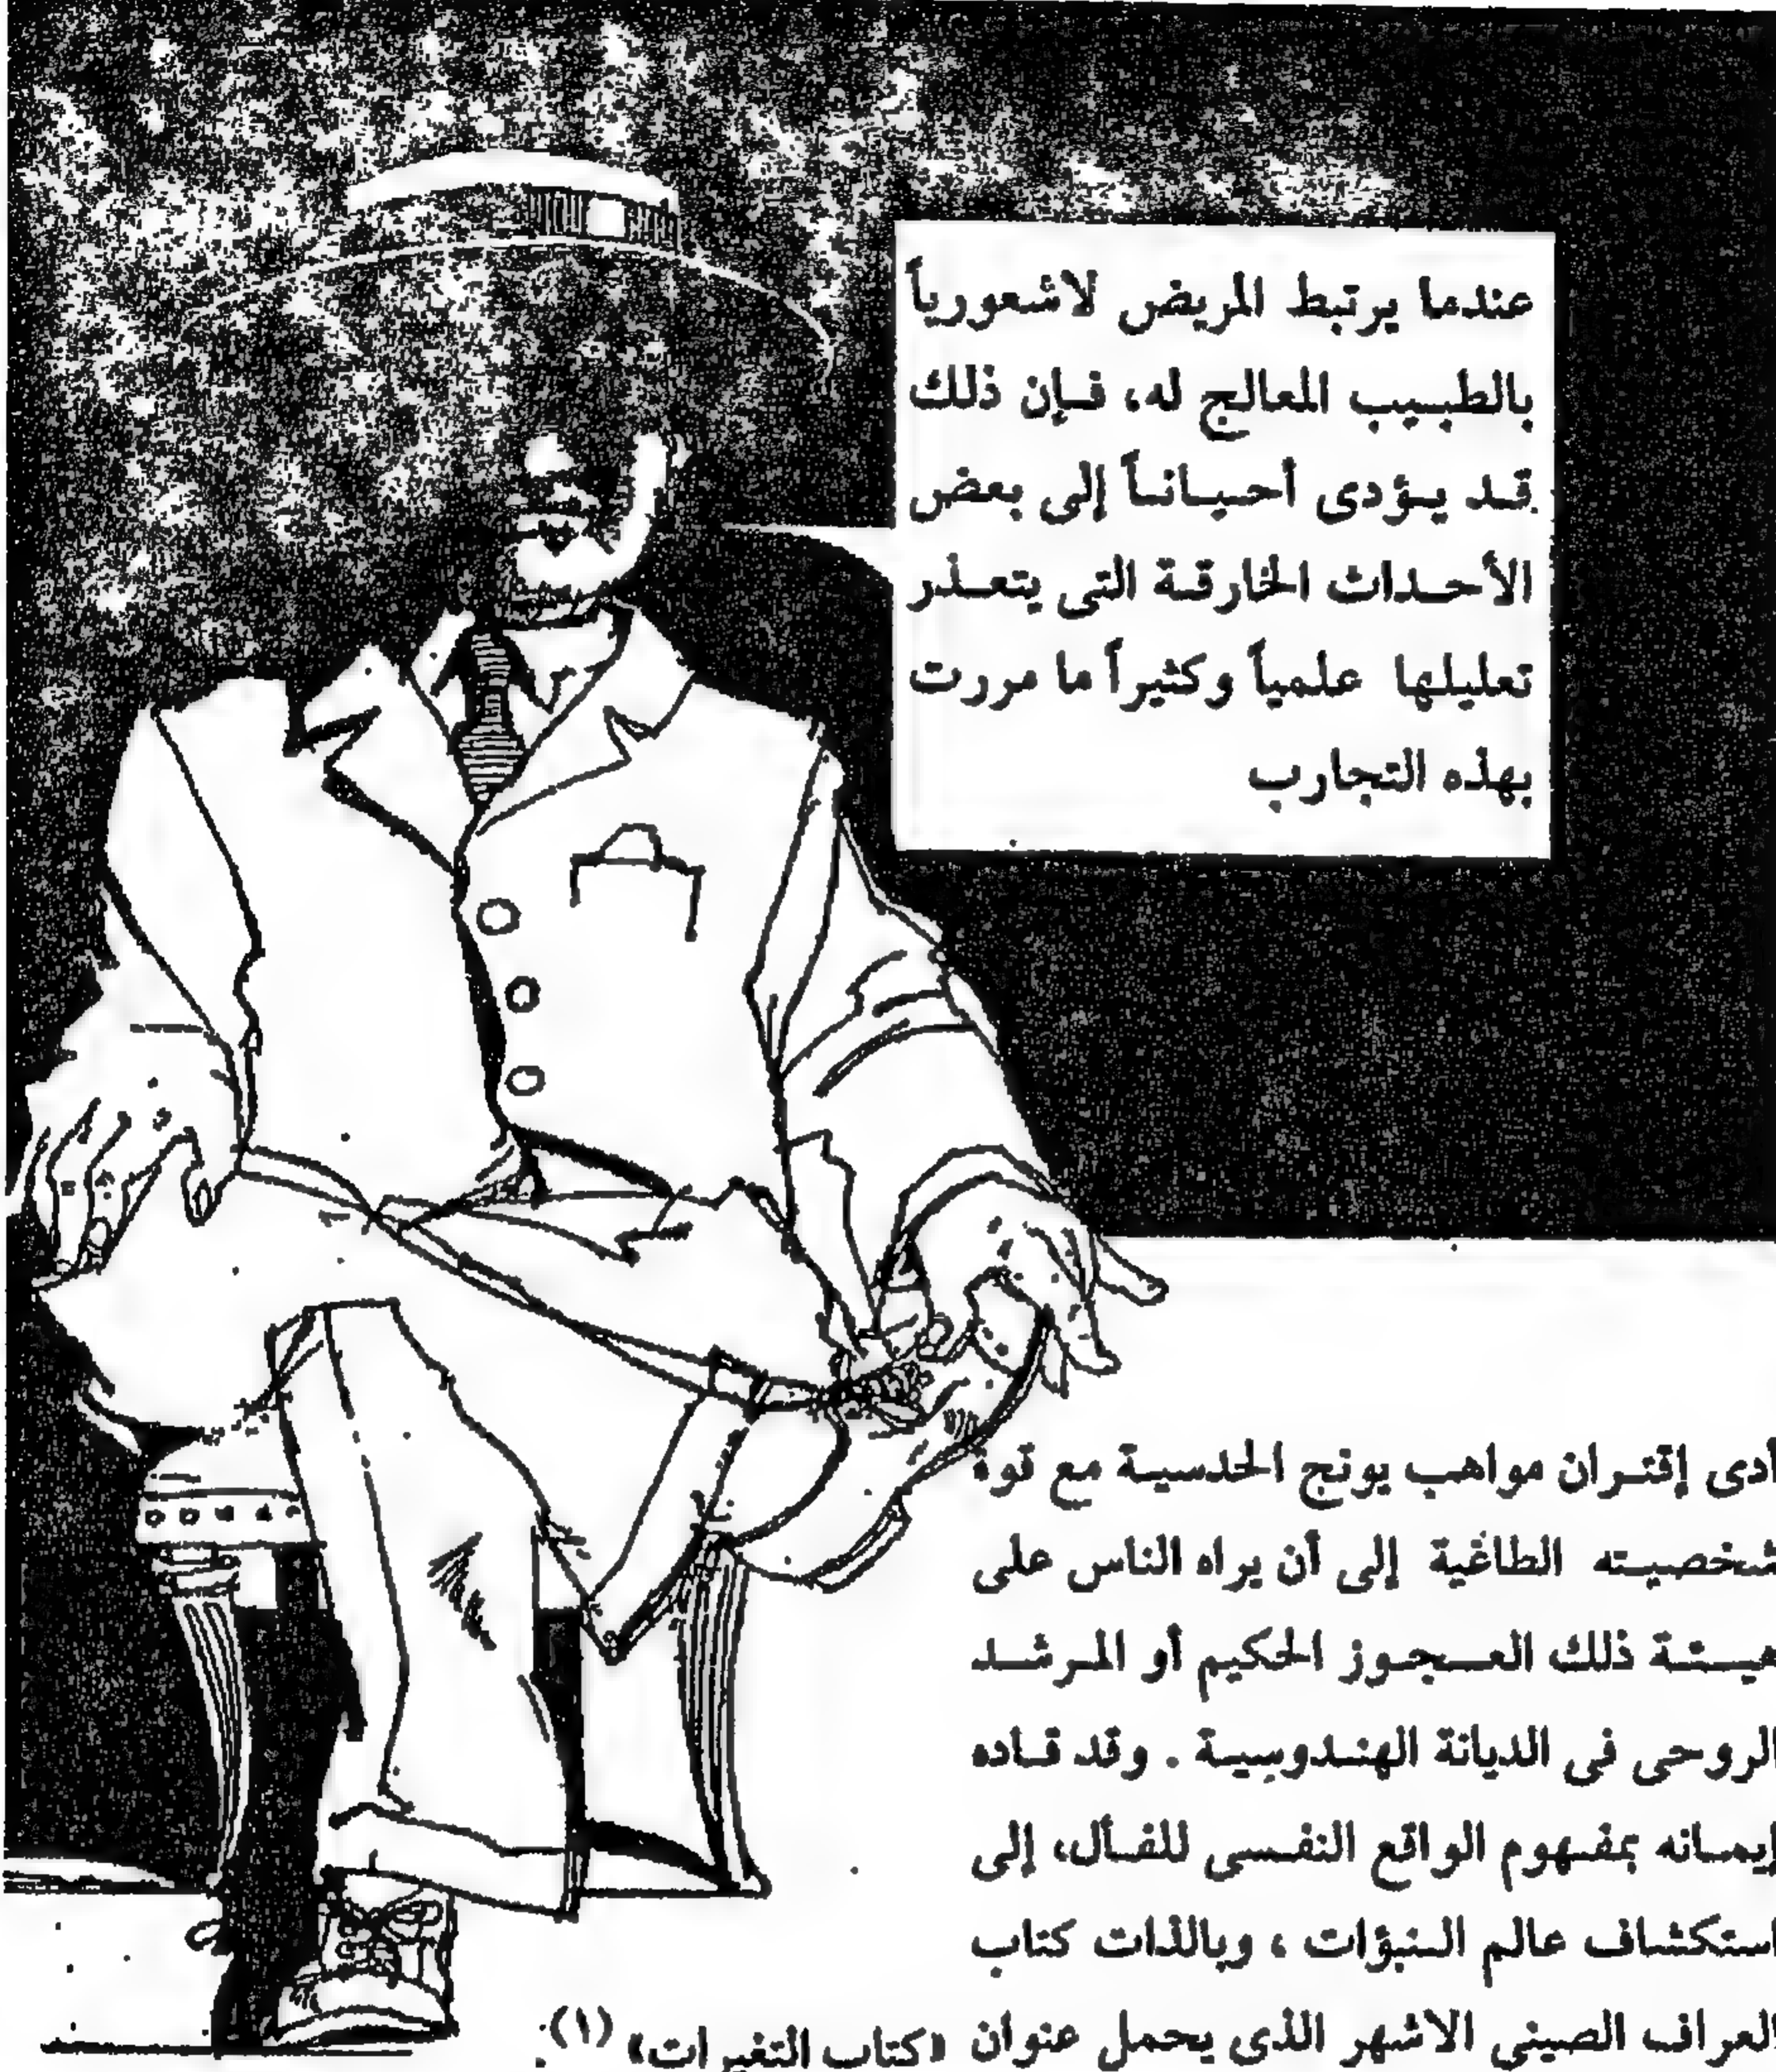 عندما يرتبط المريض لاشعورياً
بالطبيب المعالج له، فإن ذلك
قد يؤدى أحياناً إلى بعض
الأحداث الخارقة التى يتعذر
تعليلها علمياً وكثيراً ما مررت
بهذه التجارب
أدى إقتران مواهب يونج الحدسية مع قوة
شخصيته الطاغية إلى أن يراه الناس على
هيئة ذلك العجوز الحكيم أو المرشد
الروحى فى الديانة الهندوسية . وقد قاده
إيمانه بمفهوم الواقع النفسى للفأل، إلى
استكشاف عالم النبؤات ، وبالذات كتاب
العراف الصينى الاشهر الذى يحمل عنوان «كتاب التغيرات» (١).